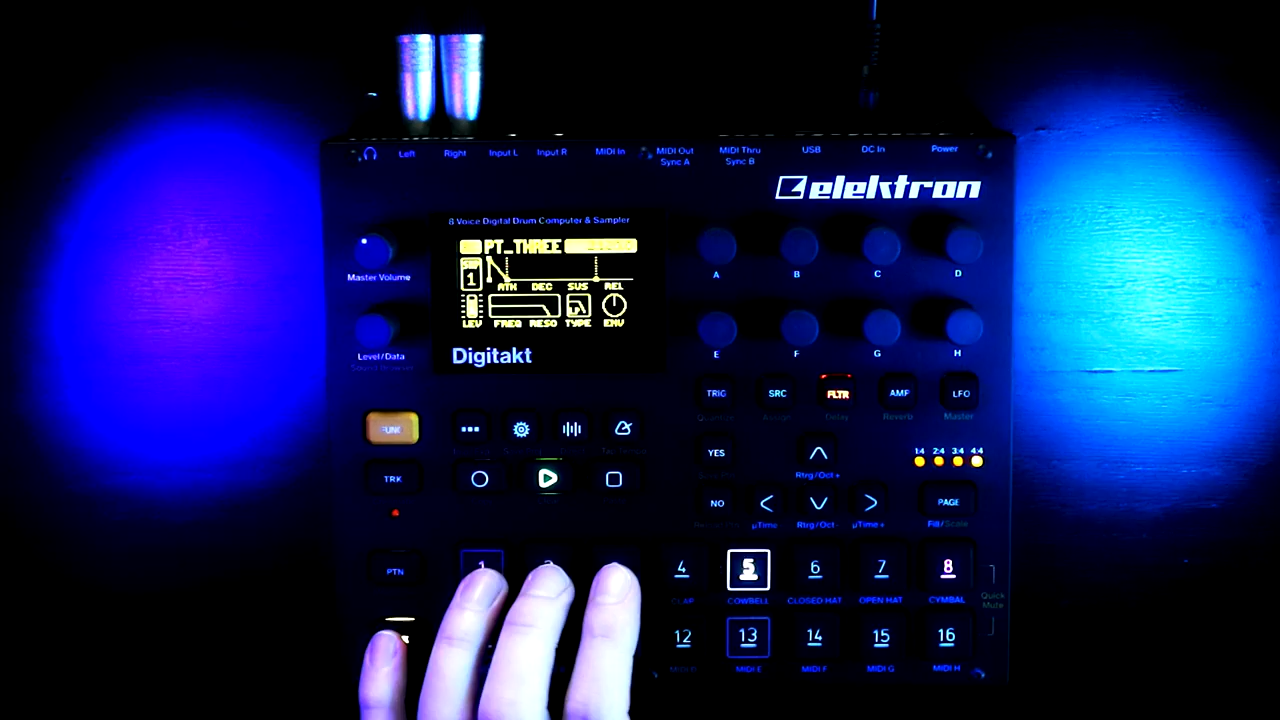 Left Right Input L Input R MIDI In MIDI Out MIDI Thru USB DC In Power
Sync A Sync B
elektron
8 Voice Digital Drum Computer & Sampler
PT_THREE
1
ATK DEC SUS REL
LEV FREQ RESO TYPE ENV
Digitakt
Master Volume
Level/Data
Sound Browser
A B C D
E F G H
TRIG SRC FLTR AMP LFO
Delay Reverb Master
FUNC
TRK
PTN
YES
NO
Rtrg/Oct+
µTime- Rtrg/Oct- µTime+
1:4 2:4 3:4 4:4
PAGE
Fill/Scale
1 4 5 6 7 8
CLAP COWBELL CLOSED HAT OPEN HAT CYMBAL
Quick
Mute
12 13 14 15 16
MIDI E MIDI F MIDI G MIDI H